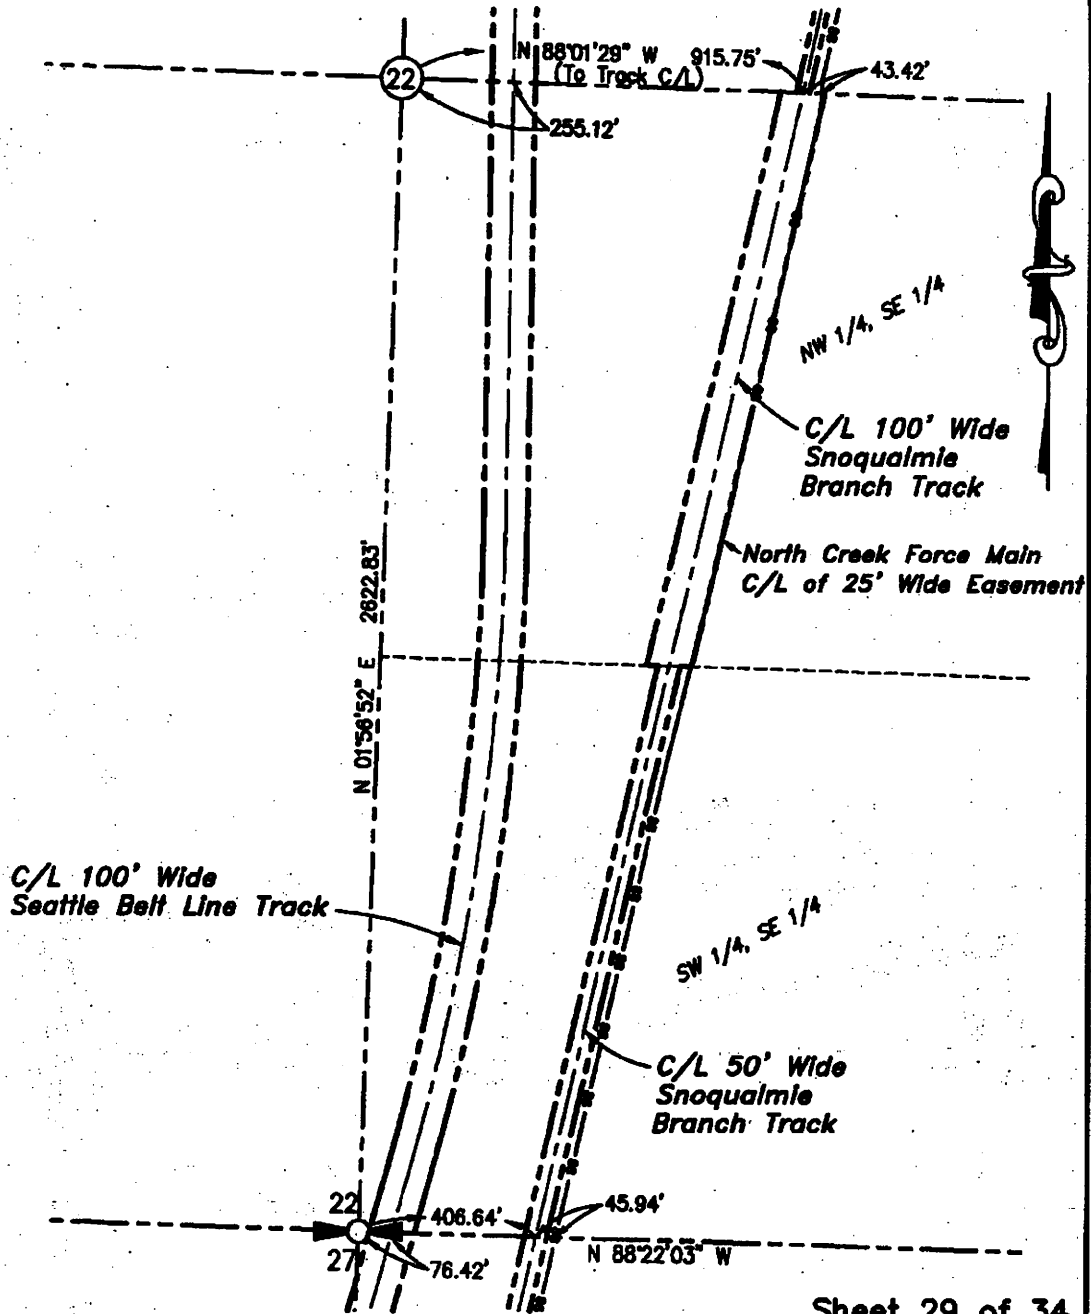 N 88°01'29" W
(To Track C/L)
915.75'
43.42'
22
255.12'
NW 1/4, SE 1/4
C/L 100' Wide
Snoqualmie
Branch Track
North Creek Force Main
C/L of 25' Wide Easement
N 01°56'52" E 2622.83'
C/L 100' Wide
Seattle Belt Line Track
SW 1/4, SE 1/4
C/L 50' Wide
Snoqualmie
Branch Track
22
406.64'
45.94'
27
76.42'
N 88°22'03" W
Sheet 29 of 34